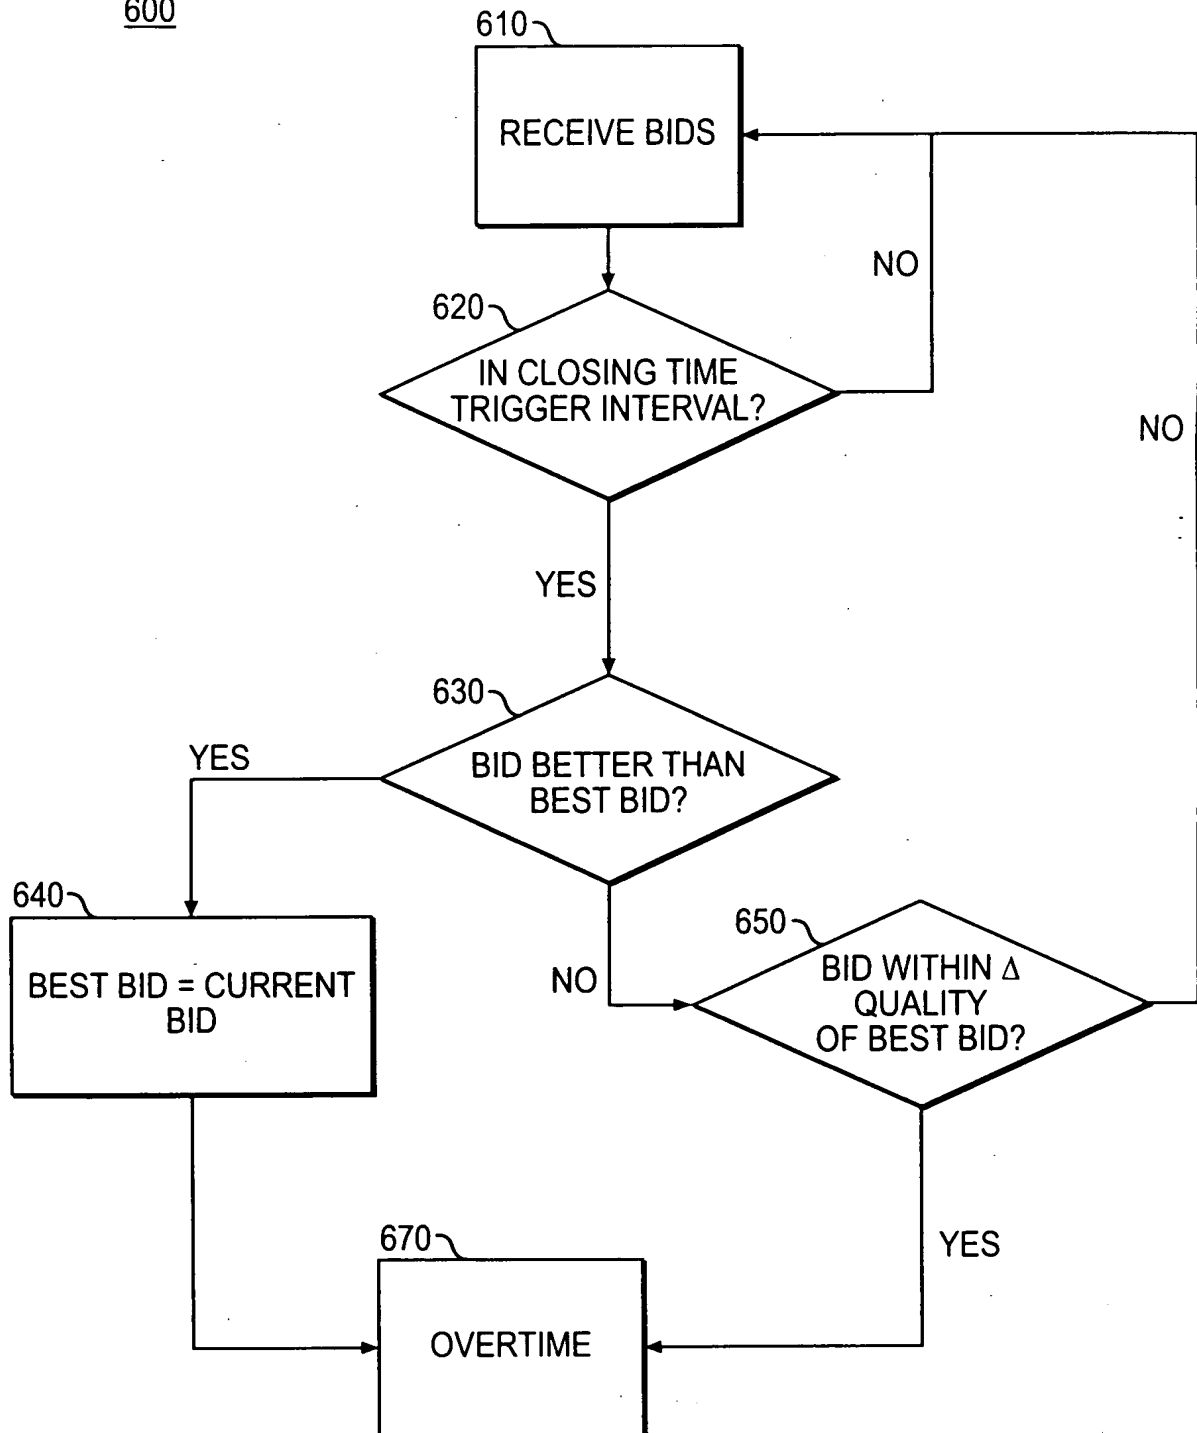 600
610
RECEIVE BIDS
NO
620
IN CLOSING TIME
TRIGGER INTERVAL?
NO
YES
630
YES
BID BETTER THAN
BEST BID?
640
650
BEST BID = CURRENT
BID
NO
BID WITHIN Δ
QUALITY
OF BEST BID?
670
YES
OVERTIME